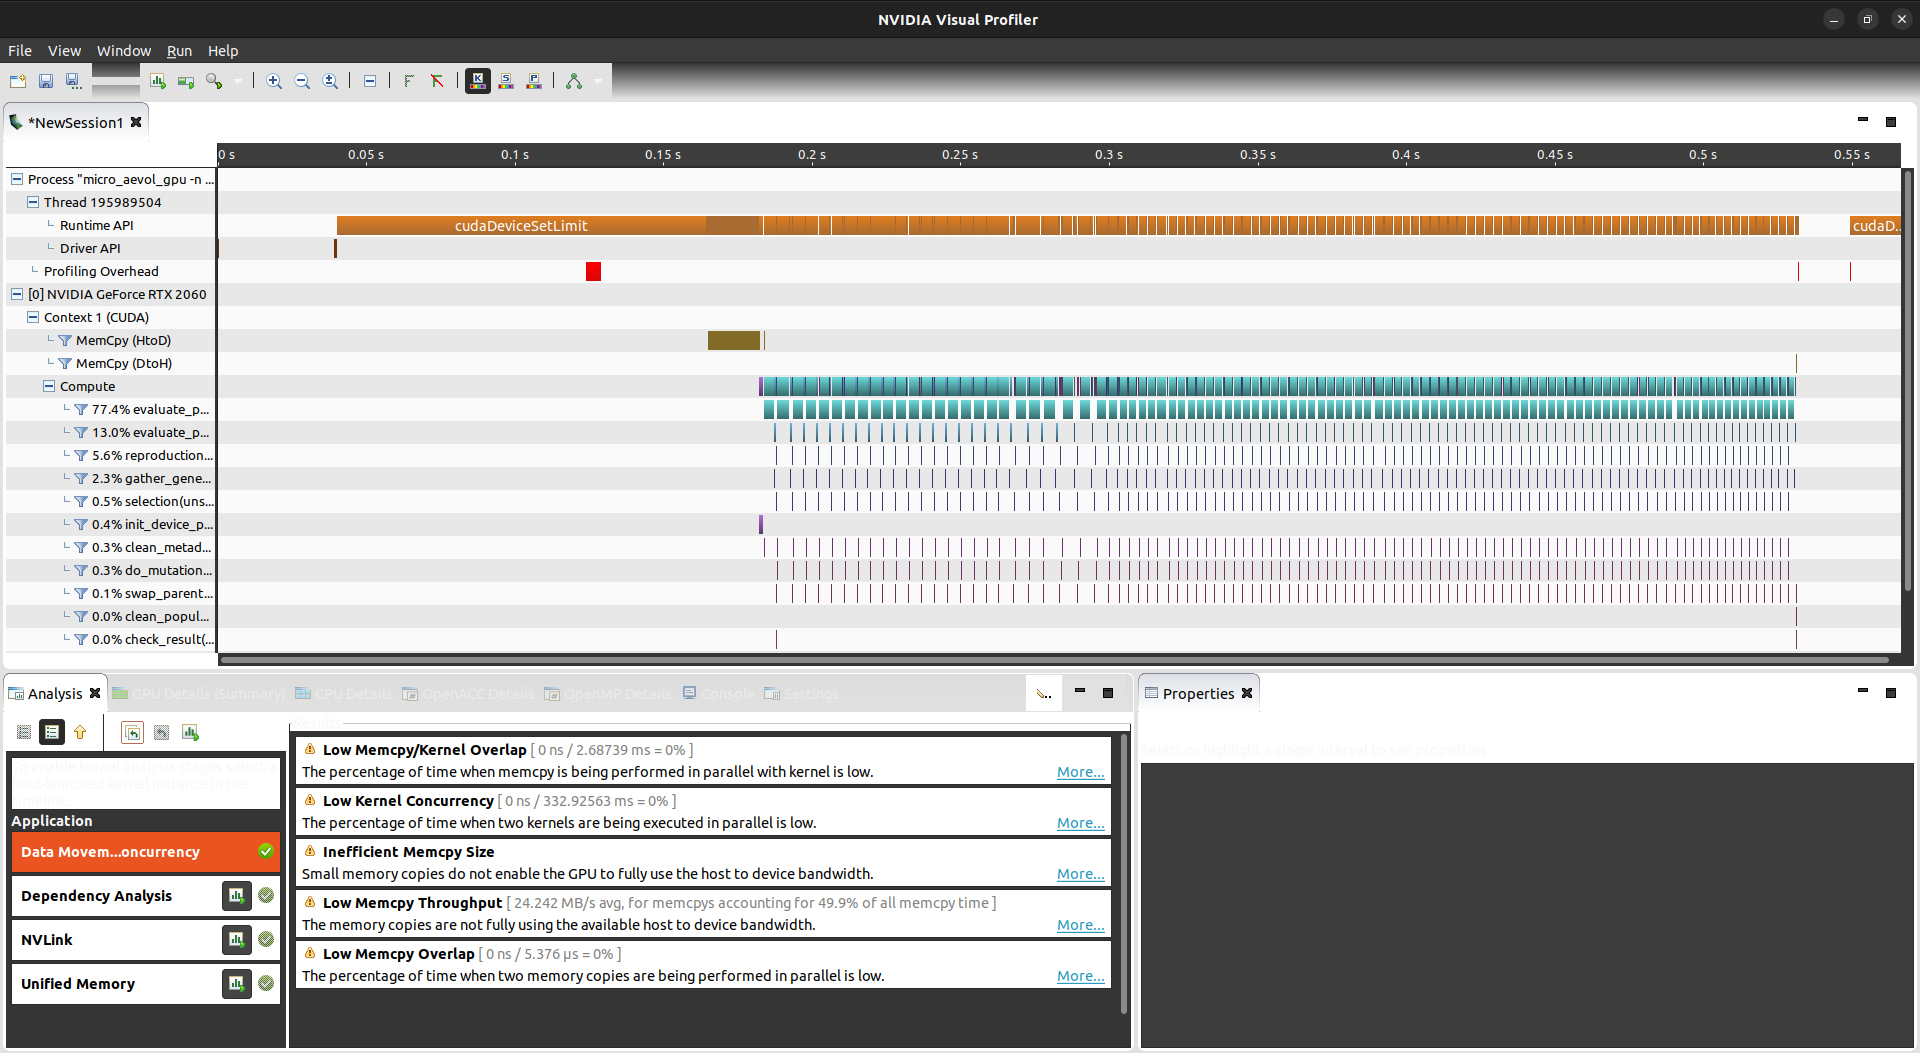 NVIDIA Visual Profiler
File View Window Run Help
*NewSession1
0 s 0.05 s 0.1 s 0.15 s 0.2 s 0.25 s 0.3 s 0.35 s 0.4 s 0.45 s 0.5 s 0.55 s
Process "micro_aevol_gpu -n ...
Thread 195989504
Runtime API
cudaDeviceSetLimit
cudaD...
Driver API
Profiling Overhead
[0] NVIDIA GeForce RTX 2060
Context 1 (CUDA)
MemCpy (HtoD)
MemCpy (DtoH)
Compute
77.4% evaluate_p...
13.0% evaluate_p...
5.6% reproduction...
2.3% gather_gene...
0.5% selection(uns...
0.4% init_device_p...
0.3% clean_metad...
0.3% do_mutation...
0.1% swap_parent...
0.0% clean_popul...
0.0% check_result(...
Analysis GPU Details (Summary) CPU Details OpenACC Details OpenMP Details Console Settings
Results
To enable kernel analysis stages select a
host-launched kernel instance in the
timeline.
Application
Data Movem...oncurrency
Dependency Analysis
NVLink
Unified Memory
Low Memcpy/Kernel Overlap [ 0 ns / 2.68739 ms = 0% ]
The percentage of time when memcpy is being performed in parallel with kernel is low. More...
Low Kernel Concurrency [ 0 ns / 332.92563 ms = 0% ]
The percentage of time when two kernels are being executed in parallel is low. More...
Inefficient Memcpy Size
Small memory copies do not enable the GPU to fully use the host to device bandwidth. More...
Low Memcpy Throughput [ 24.242 MB/s avg, for memcpys accounting for 49.9% of all memcpy time ]
The memory copies are not fully using the available host to device bandwidth. More...
Low Memcpy Overlap [ 0 ns / 5.376 µs = 0% ]
The percentage of time when two memory copies are being performed in parallel is low. More...
Properties
Select or highlight a single interval to see properties